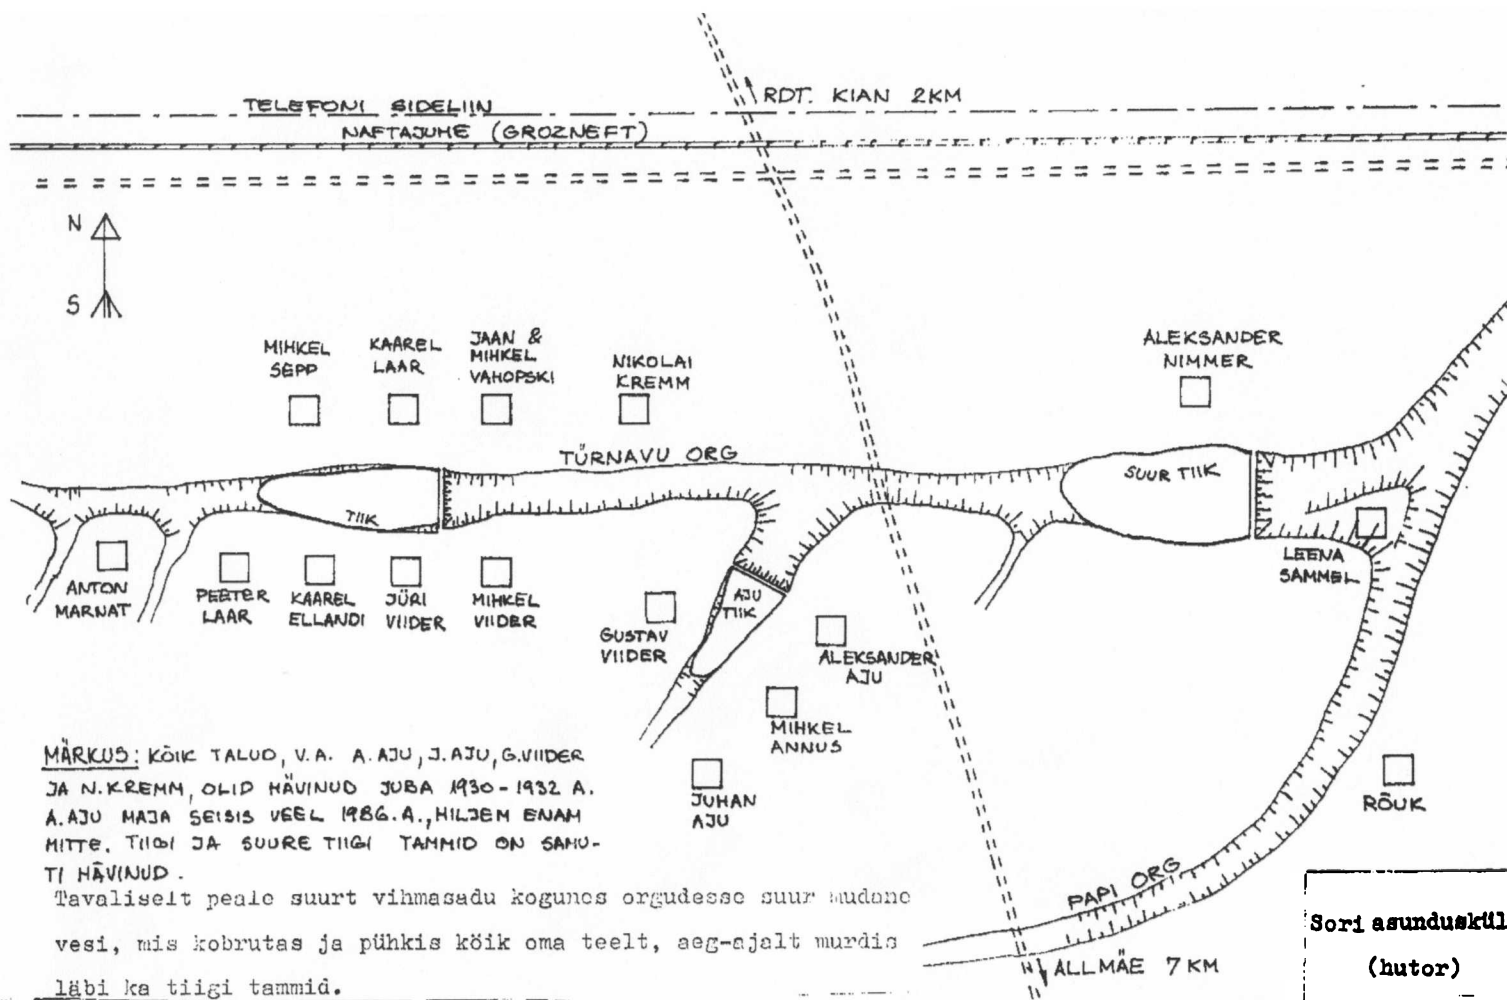 TELEFONI SIDELIIN
RDT. KIAN 2KM
NAFTAJUHE (GROZNEFT)
N
S
MIHKEL
SEPP
KAAREL
LAAR
JAAN &
MIHKEL
VAHOPSKI
NIKOLAI
KREMM
ALEKSANDER
NIMMER
TÜRNAVU ORG
TIIK
SUUR TIIK
ANTON
MARNAT
PEETER
LAAR
KAAREL
ELLANDI
JÜRI
VIIDER
MIHKEL
VIIDER
GUSTAV
VIIDER
AJU
TIIK
ALEKSANDER
AJU
LEENA
SAMMEL
MIHKEL
ANNUS
JUHAN
AJU
RÕUK
MÄRKUS: KÕIK TALUD, V.A. A.AJU, J.AJU, G.VIIDER
JA N.KREMM, OLID HÄVINUD JUBA 1930-1932 A.
A.AJU MAJA SEISIS VEEL 1986.A., HILJEM ENAM
MITTE. TIIGI JA SUURE TIIGI TAMMID ON SAMU-
TI HÄVINUD.
Tavaliselt peale suurt vihmasadu kogunes orgudesse suur mudane
vesi, mis kobrutas ja pühkis kõik oma teelt, aeg-ajalt murdis
läbi ka tiigi tammid.
PAPI ORG
ALLMÄE 7 KM
Sori asunduskül
(hutor)